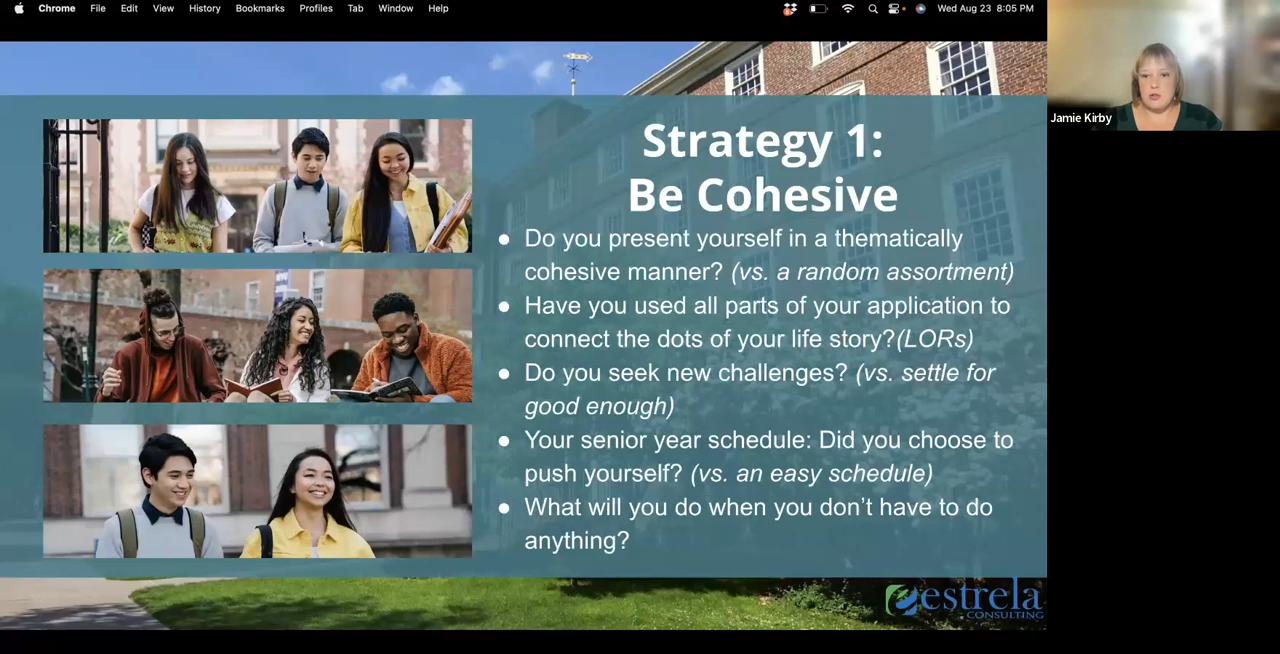 Chrome File Edit View History Bookmarks Profiles Tab Window Help
Wed Aug 23 8:05 PM
Jamie Kirby
Strategy 1:
Be Cohesive
● Do you present yourself in a thematically
cohesive manner? (vs. a random assortment)
● Have you used all parts of your application to
connect the dots of your life story?(LORs)
● Do you seek new challenges? (vs. settle for
good enough)
● Your senior year schedule: Did you choose to
push yourself? (vs. an easy schedule)
● What will you do when you don’t have to do
anything?
estrela
CONSULTING